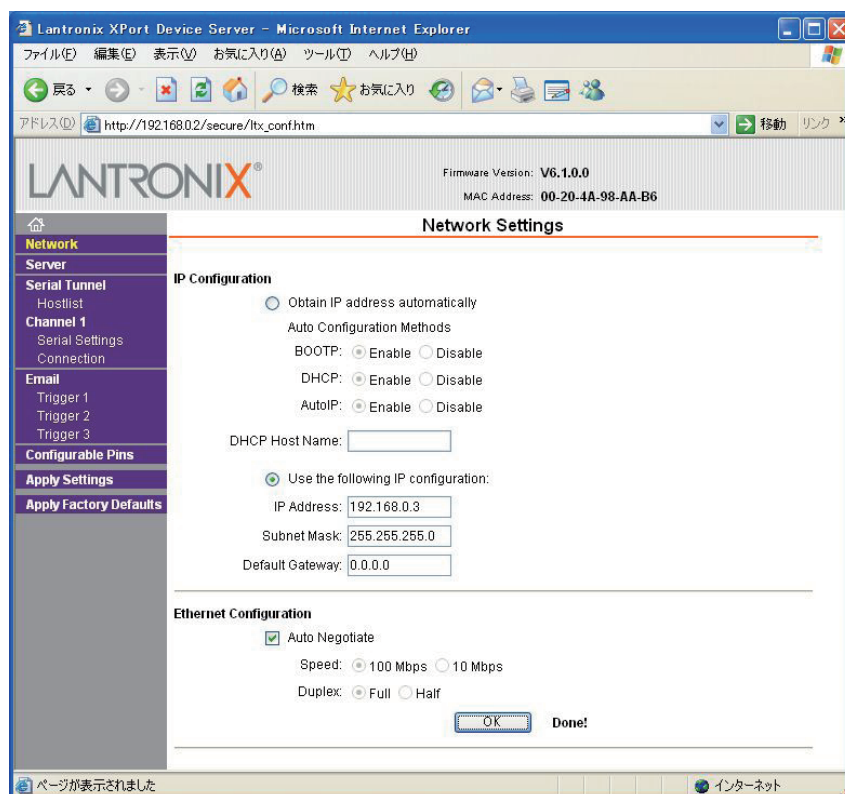 Lantronix XPort Device Server - Microsoft Internet Explorer
ファイル(F) 編集(E) 表示(V) お気に入り(A) ツール(T) ヘルプ(H)
戻る 検索 お気に入り
アドレス(D) http://192.168.0.2/secure/ltx_conf.htm 移動 リンク »
LANTRONIX®
Firmware Version: V6.1.0.0
MAC Address: 00-20-4A-98-AA-B6
Network
Server
Serial Tunnel
Hostlist
Channel 1
Serial Settings
Connection
Email
Trigger 1
Trigger 2
Trigger 3
Configurable Pins
Apply Settings
Apply Factory Defaults
Network Settings
IP Configuration
Obtain IP address automatically
Auto Configuration Methods
BOOTP: Enable Disable
DHCP: Enable Disable
AutoIP: Enable Disable
DHCP Host Name:
Use the following IP configuration:
IP Address: 192.168.0.3
Subnet Mask: 255.255.255.0
Default Gateway: 0.0.0.0
Ethernet Configuration
Auto Negotiate
Speed: 100 Mbps 10 Mbps
Duplex: Full Half
OK Done!
ページが表示されました インターネット